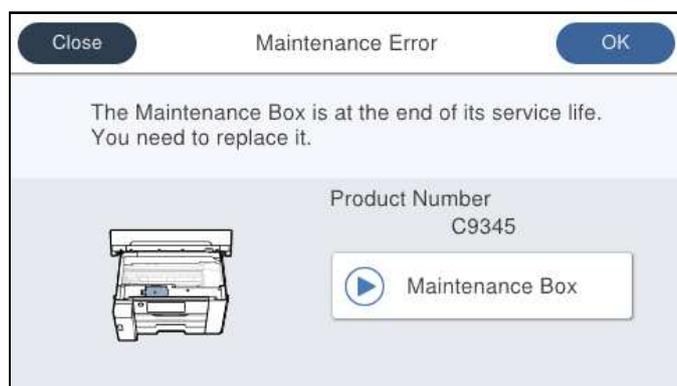 Close
Maintenance Error
OK
The Maintenance Box is at the end of its service life.
You need to replace it.
Product Number
C9345
Maintenance Box